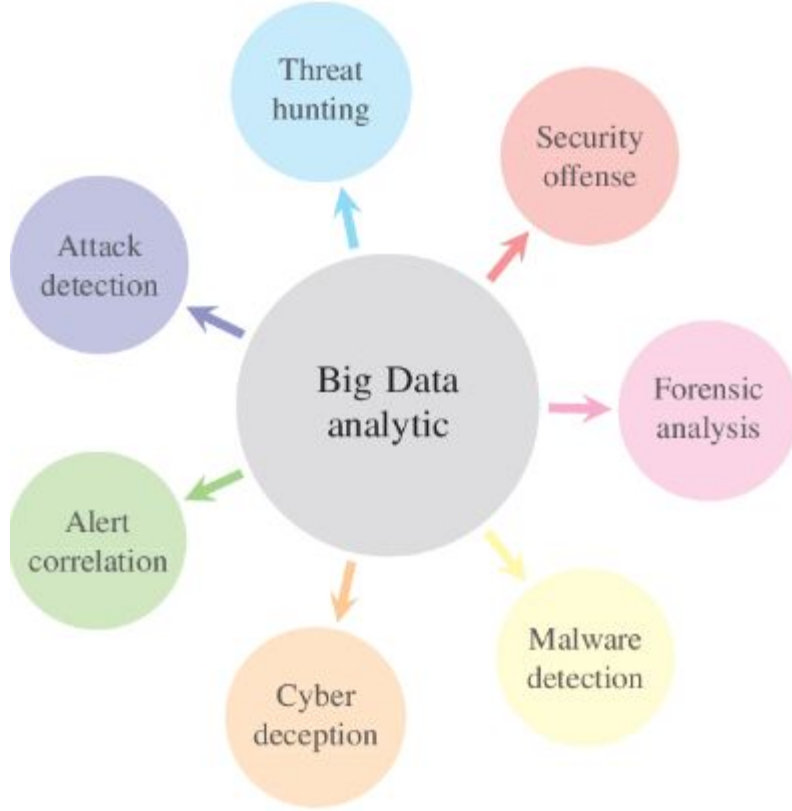 Threat
hunting
Security
offense
Attack
detection
Big Data
analytic
Forensic
analysis
Alert
correlation
Malware
detection
Cyber
deception